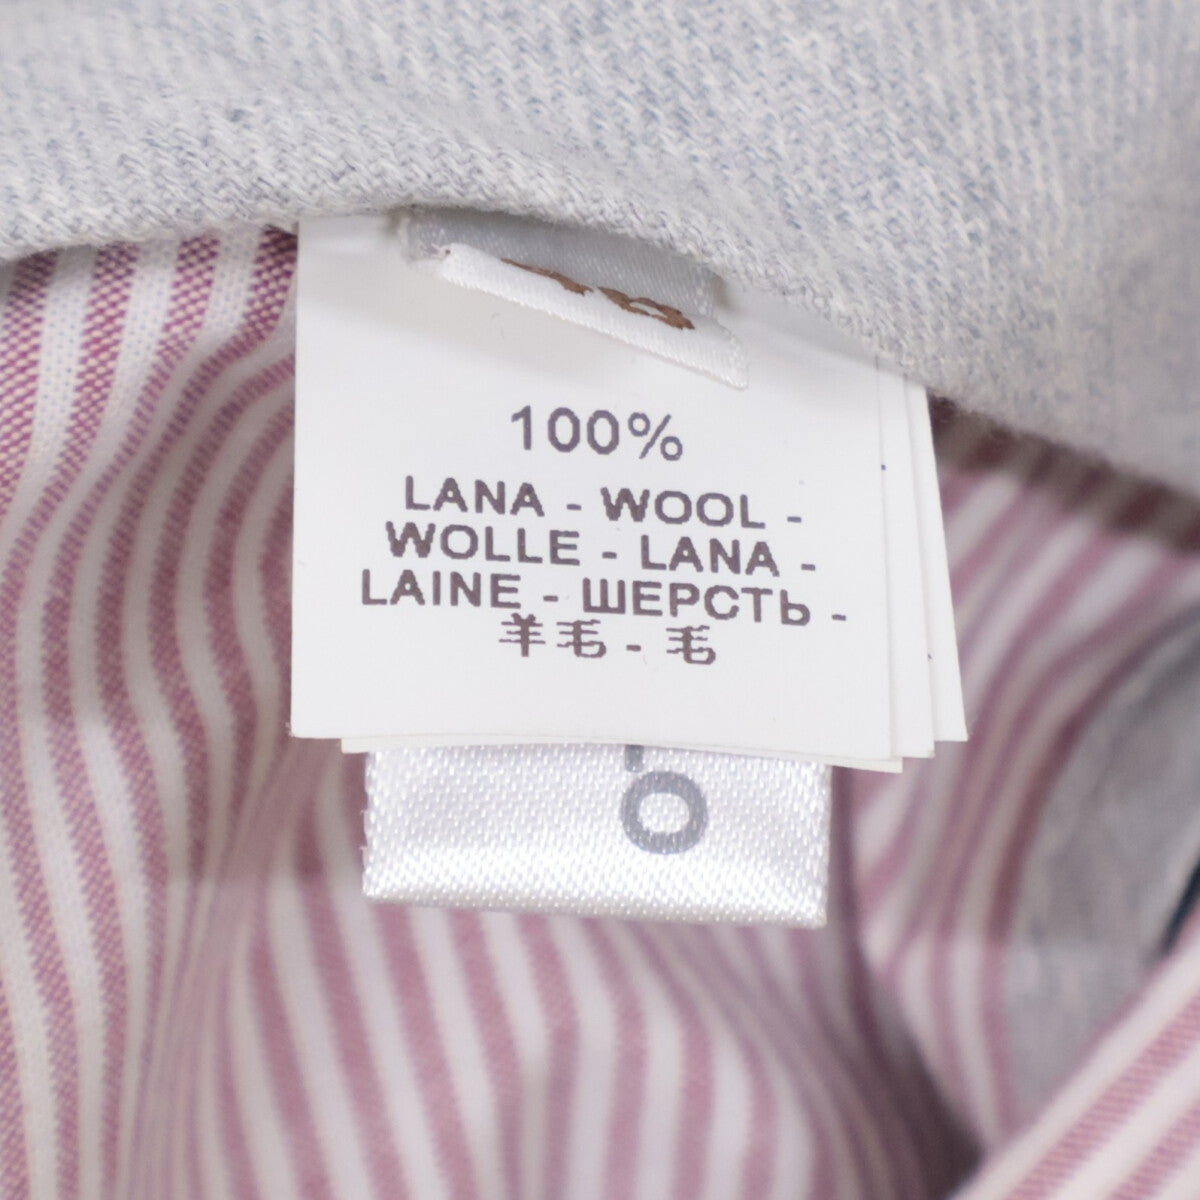 100%
LANA - WOOL -
WOLLE - LANA -
LAINE - ШЕРСТЬ -
羊毛 - 毛